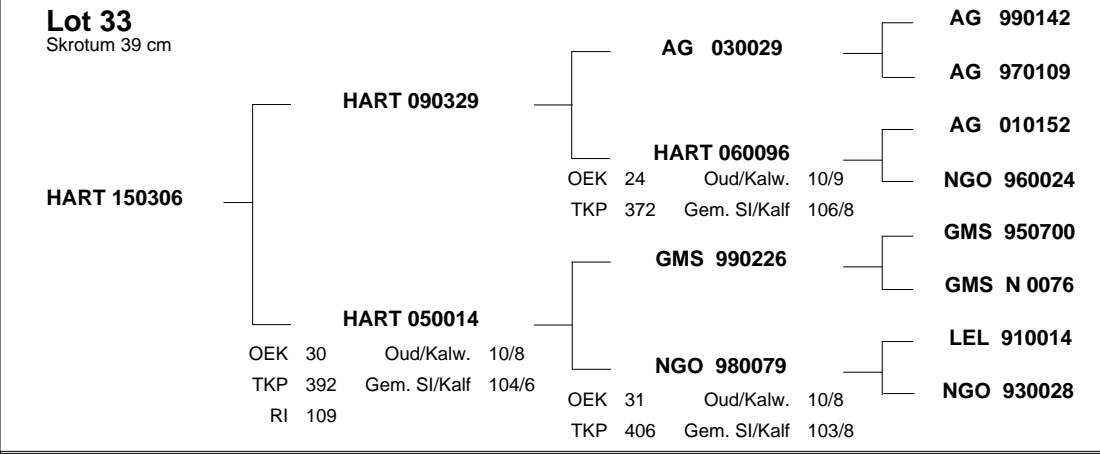 Lot 33
Skrotum 39 cm
AG 990142
AG 030029
AG 970109
HART 090329
AG 010152
HART 060096
OEK 24 Oud/Kalw. 10/9
NGO 960024
TKP 372 Gem. SI/Kalf 106/8
HART 150306
GMS 950700
GMS 990226
GMS N 0076
HART 050014
LEL 910014
OEK 30 Oud/Kalw. 10/8
NGO 980079
TKP 392 Gem. SI/Kalf 104/6
NGO 930028
OEK 31 Oud/Kalw. 10/8
RI 109
TKP 406 Gem. SI/Kalf 103/8